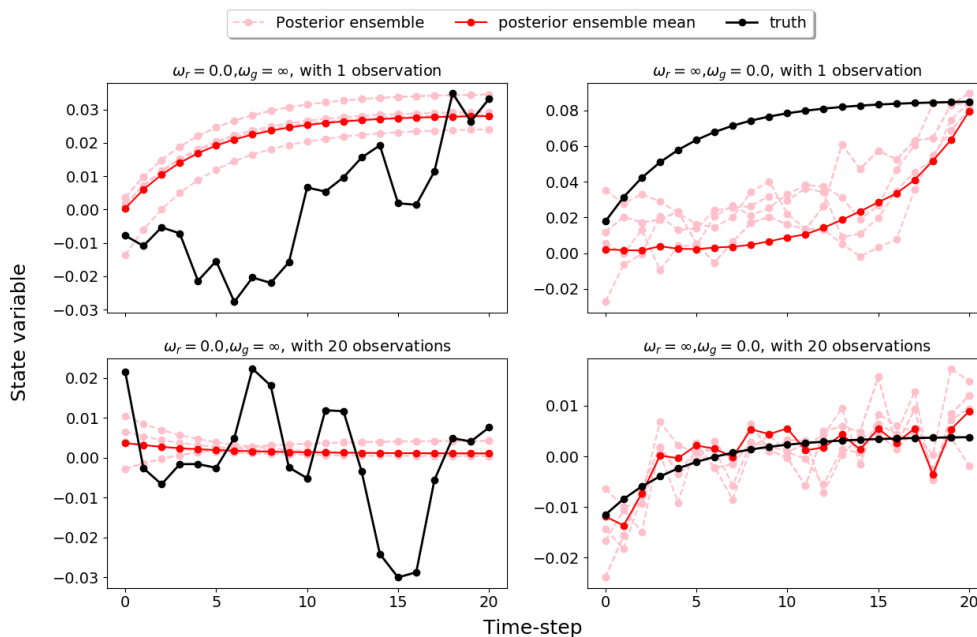 Posterior ensemble posterior ensemble mean truth
ω_r = 0.0,ω_g = ∞, with 1 observation
ω_r = ∞,ω_g = 0.0, with 1 observation
0.03
0.02
0.01
0.00
−0.01
−0.02
−0.03
0.08
0.06
0.04
0.02
0.00
−0.02
State variable
ω_r = 0.0,ω_g = ∞, with 20 observations
ω_r = ∞,ω_g = 0.0, with 20 observations
0.02
0.01
0.00
−0.01
−0.02
−0.03
0.01
0.00
−0.01
−0.02
0 5 10 15 20
0 5 10 15 20
Time-step